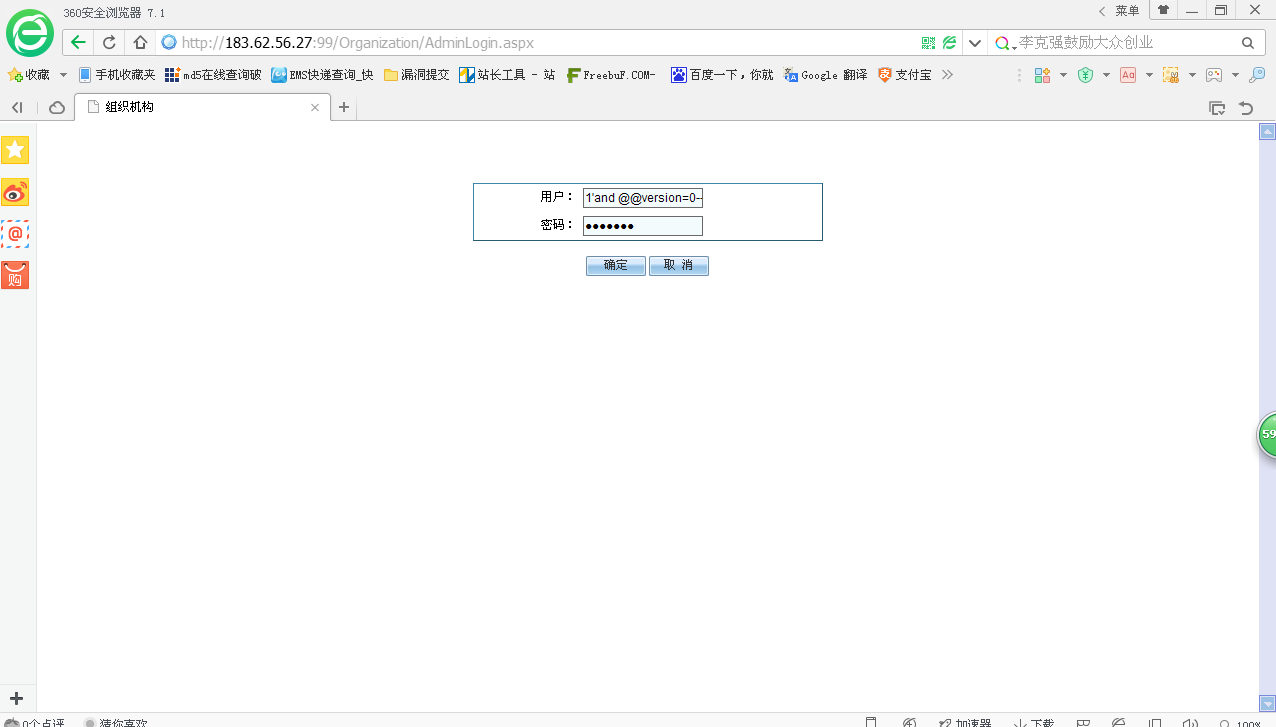 360安全浏览器 7.1
菜单
http://183.62.56.27:99/Organization/AdminLogin.aspx
李克强鼓励大众创业
收藏 手机收藏夹 md5在线查询破 EMS快递查询_快 漏洞提交 站长工具 - 站 FreebuF.COM- 百度一下，你就 Google 翻译 支付宝
组织机构
用户： 1'and @@version=0--
密码： •••••••
确定 取 消
@
购
59
0个点评 猜你喜欢 加速器 下载 100%